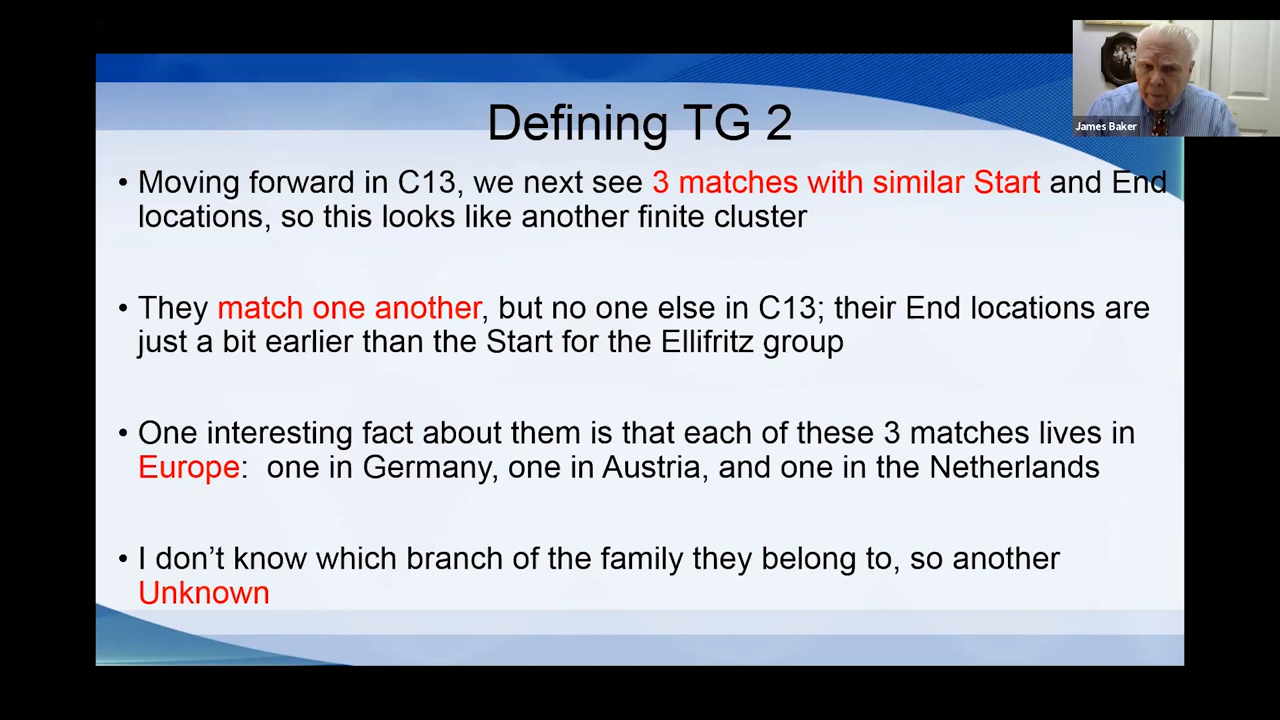 James Baker
Defining TG 2
• Moving forward in C13, we next see 3 matches with similar Start and End
locations, so this looks like another finite cluster
• They match one another, but no one else in C13; their End locations are
just a bit earlier than the Start for the Ellifritz group
• One interesting fact about them is that each of these 3 matches lives in
Europe:  one in Germany, one in Austria, and one in the Netherlands
• I don’t know which branch of the family they belong to, so another
Unknown